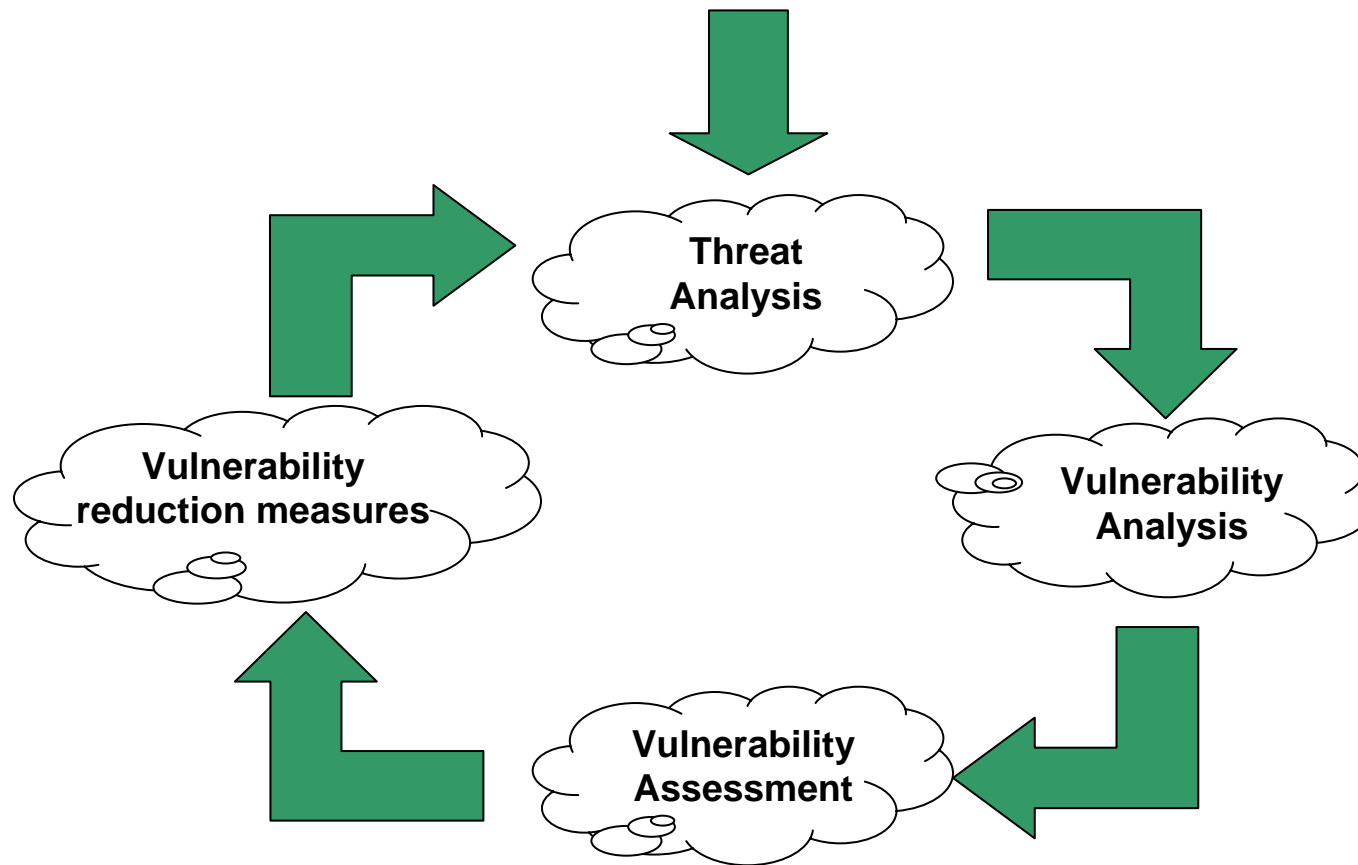 Threat
Analysis
Vulnerability
reduction measures
Vulnerability
Analysis
Vulnerability
Assessment